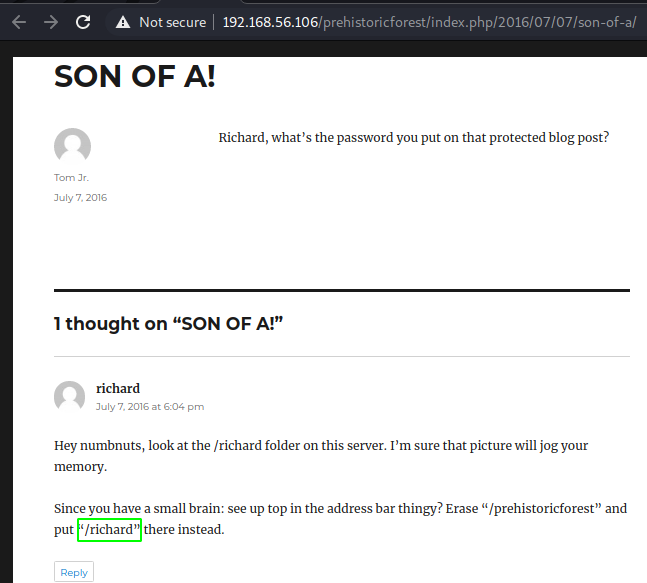 Not secure | 192.168.56.106/prehistoricforest/index.php/2016/07/07/son-of-a/
SON OF A!
Richard, what’s the password you put on that protected blog post?
Tom Jr.
July 7, 2016
1 thought on “SON OF A!”
richard
July 7, 2016 at 6:04 pm
Hey numbnuts, look at the /richard folder on this server. I’m sure that picture will jog your
memory.
Since you have a small brain: see up top in the address bar thingy? Erase “/prehistoricforest” and
put “/richard” there instead.
Reply